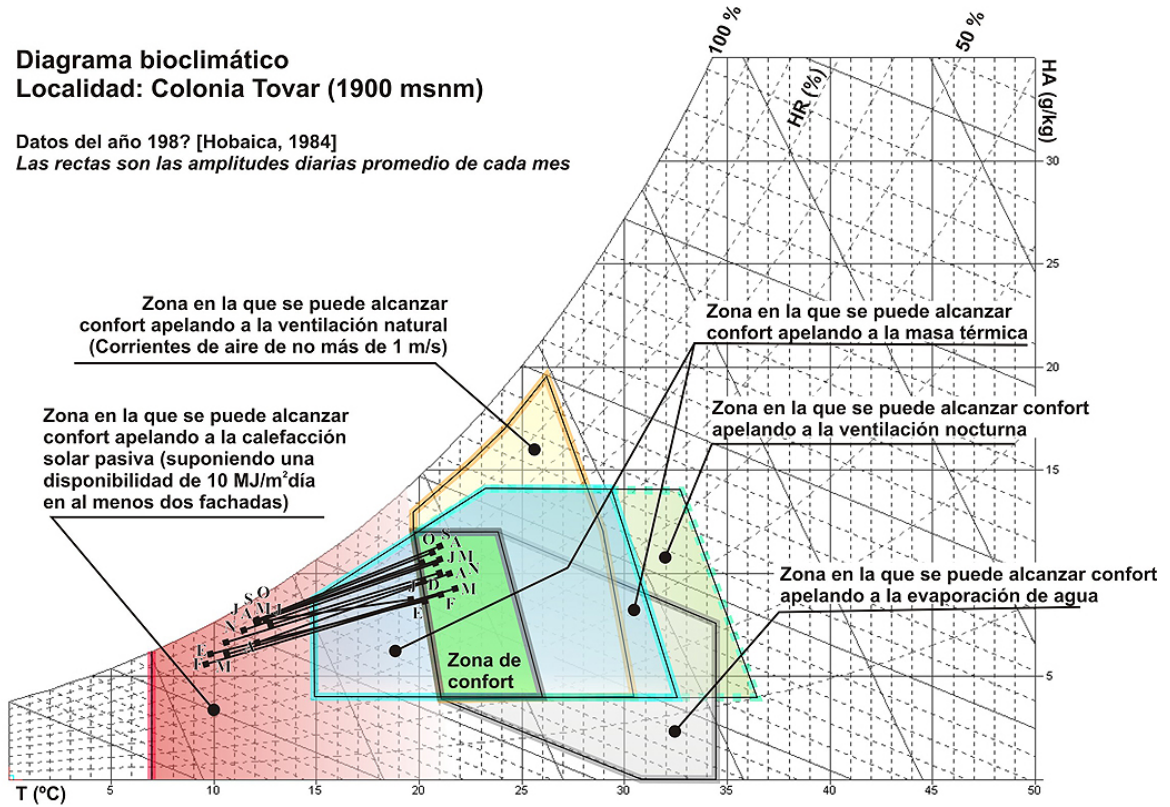 Diagrama bioclimático
Localidad: Colonia Tovar (1900 msnm)
Datos del año 198? [Hobaica, 1984]
Las rectas son las amplitudes diarias promedio de cada mes
100 %
50 %
HR (%)
HA (g/kg)
30
25
20
15
5
Zona en la que se puede alcanzar
confort apelando a la ventilación natural
(Corrientes de aire de no más de 1 m/s)
Zona en la que se puede alcanzar
confort apelando a la masa térmica
Zona en la que se puede alcanzar
confort apelando a la calefacción
solar pasiva (suponiendo una
disponibilidad de 10 MJ/m²día
en al menos dos fachadas)
Zona en la que se puede alcanzar confort
apelando a la ventilación nocturna
Zona en la que se puede alcanzar confort
apelando a la evaporación de agua
O S A
J M
A N
J D M
E F
S O
J A M J
N
E
F M A
Zona de
confort
10
15
20
25
30
35
40
45
50
T (ºC)